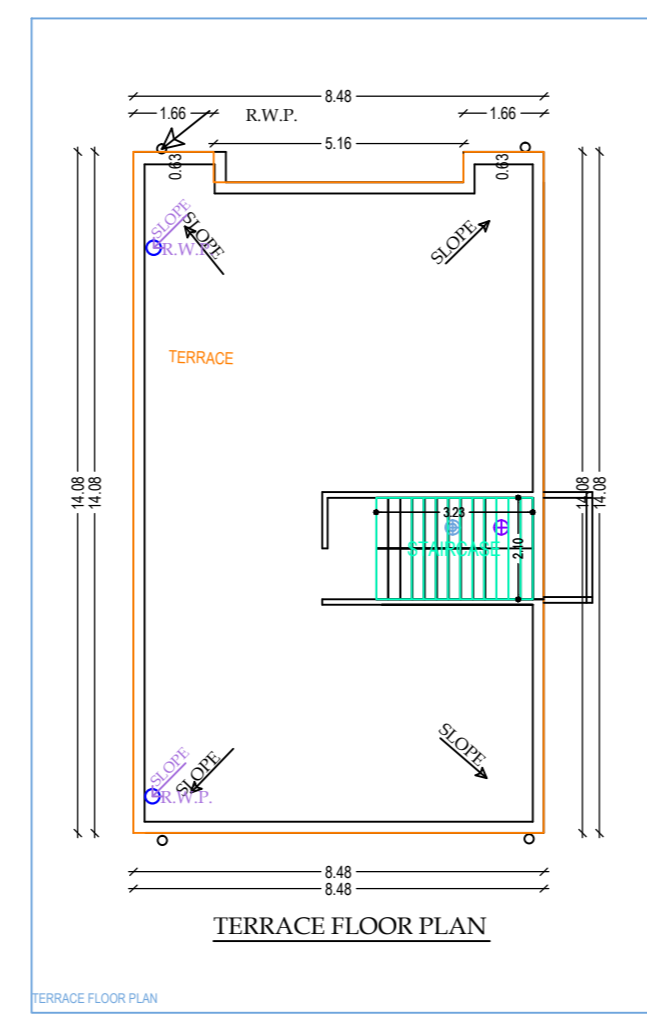 8.48
1.66
R.W.P.
1.66
5.16
0.63
0.63
SLOPE
SLOPE
R.W.P.
SLOPE
TERRACE
14.08
14.08
14.08
14.08
3.23
STAIRCASE
2.40
SLOPE
SLOPE
R.W.P.
SLOPE
8.48
8.48
TERRACE FLOOR PLAN
TERRACE FLOOR PLAN